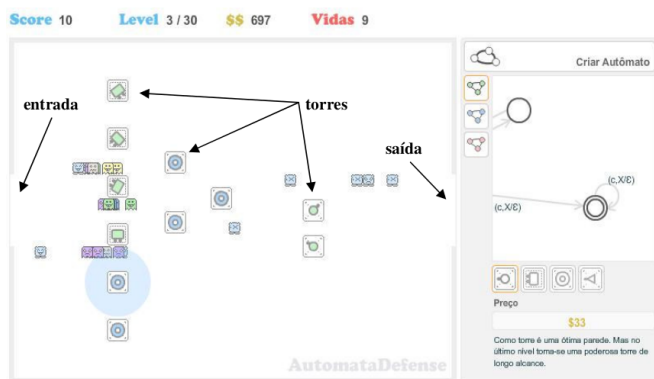 Score 10 Level 3 / 30 $$ 697 Vidas 9
Criar Autômato
entrada
torres
saída
(c,X/Ɛ)
(c,X/Ɛ)
Preço
$33
Como torre é uma ótima parede. Mas no
último nível torna-se uma poderosa torre de
longo alcance.
AutomataDefense